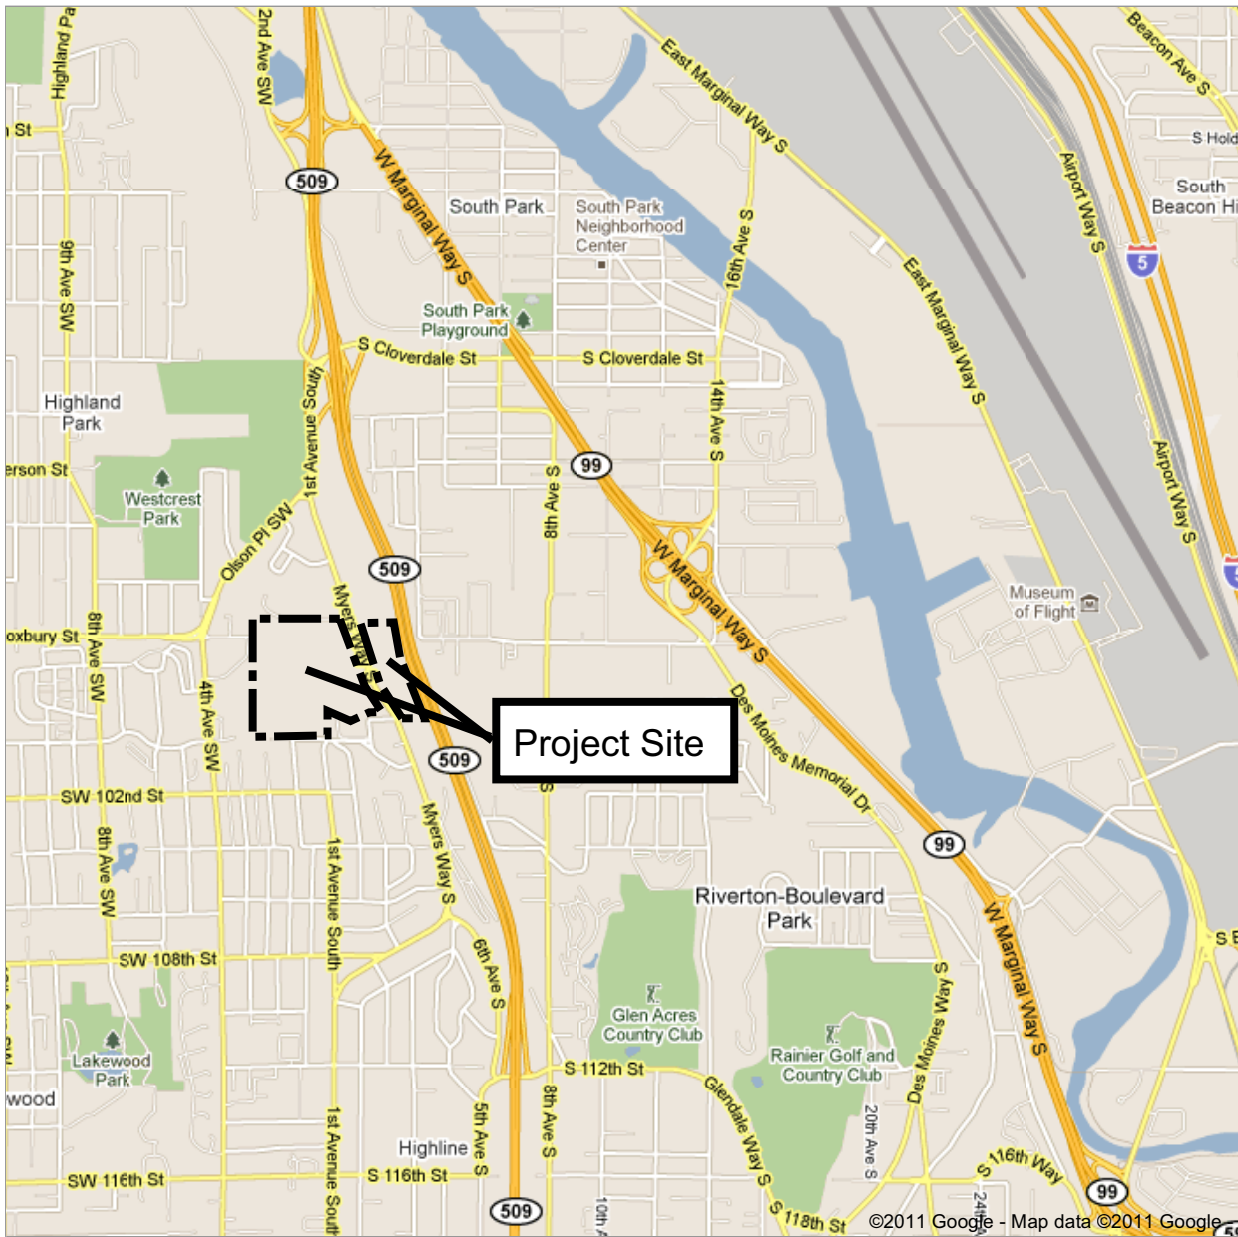 Highland Pa
2nd Ave SW
East Marginal Way S
Beacon Ave S
n St
S Hold
509
W Marginal Way S
South Park
South Park
Neighborhood
Center
16th Ave S
Airport Way S
South
Beacon Hi
5
9th Ave SW
East Marginal Way S
South Park
Playground
S Cloverdale St
S Cloverdale St
Highland
Park
1st Avenue South
14th Ave S
erson St
99
Westcrest
Park
8th Ave S
Airport Way S
Olson Pl SW
509
W Marginal Way S
5
Museum
of Flight
Myers Way S
oxbury St
8th Ave SW
4th Ave SW
Project Site
Des Moines Memorial Dr
509
S
SW 102nd St
Myers Way S
8th Ave SW
1st Avenue South
99
Riverton-Boulevard
Park
W Marginal Way S
S E
SW 108th St
6th Ave S
Des Moines Way S
Glen Acres
Country Club
Rainier Golf and
Country Club
Lakewood
Park
S 112th St
wood
Glendale Way S
20th Ave S
1st Avenue South
5th Ave S
8th Ave S
Highline
S 116th St
S 116th Way
SW 116th St
99
509
10th A
S 118th St
24th A
©2011 Google - Map data ©2011 Google